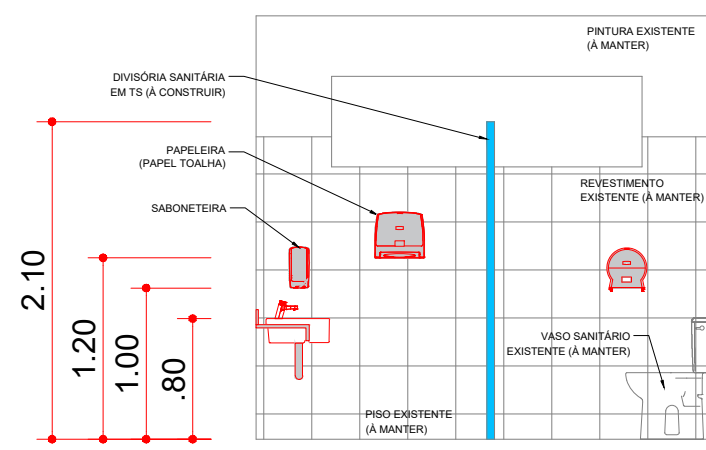 PINTURA EXISTENTE
(À MANTER)
DIVISÓRIA SANITÁRIA
EM TS (À CONSTRUIR)
PAPELEIRA
(PAPEL TOALHA)
REVESTIMENTO
EXISTENTE (À MANTER)
SABONETEIRA
2.10
1.20
1.00
.80
VASO SANITÁRIO
EXISTENTE (À MANTER)
PISO EXISTENTE
(À MANTER)